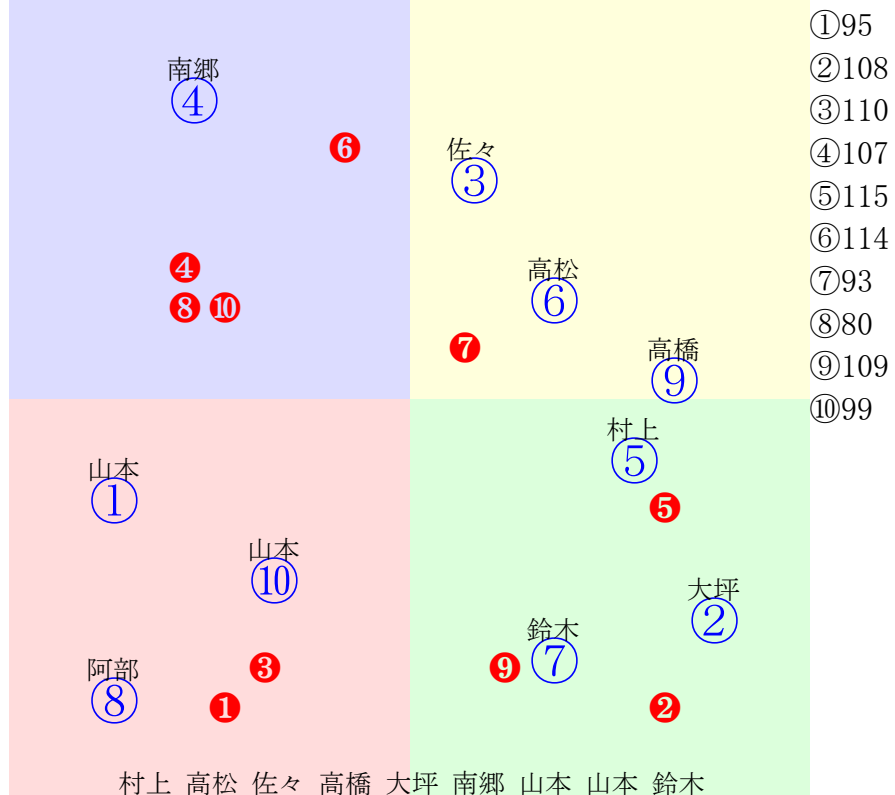 ①95
南郷
②108
④
③110
❻
佐々
④107
③
⑤115
⑥114
❹
高松
⑦93
⑥
❽ ❿
⑧80
❼
高橋
⑨109
⑨
⑩99
村上
⑤
山本
①
❺
山本
⑩
大坪
②
鈴木
⑦
阿部
❸
❾
⑧
❶
❷
村上 高松 佐々 高橋 大坪 南郷 山本 山本 鈴木